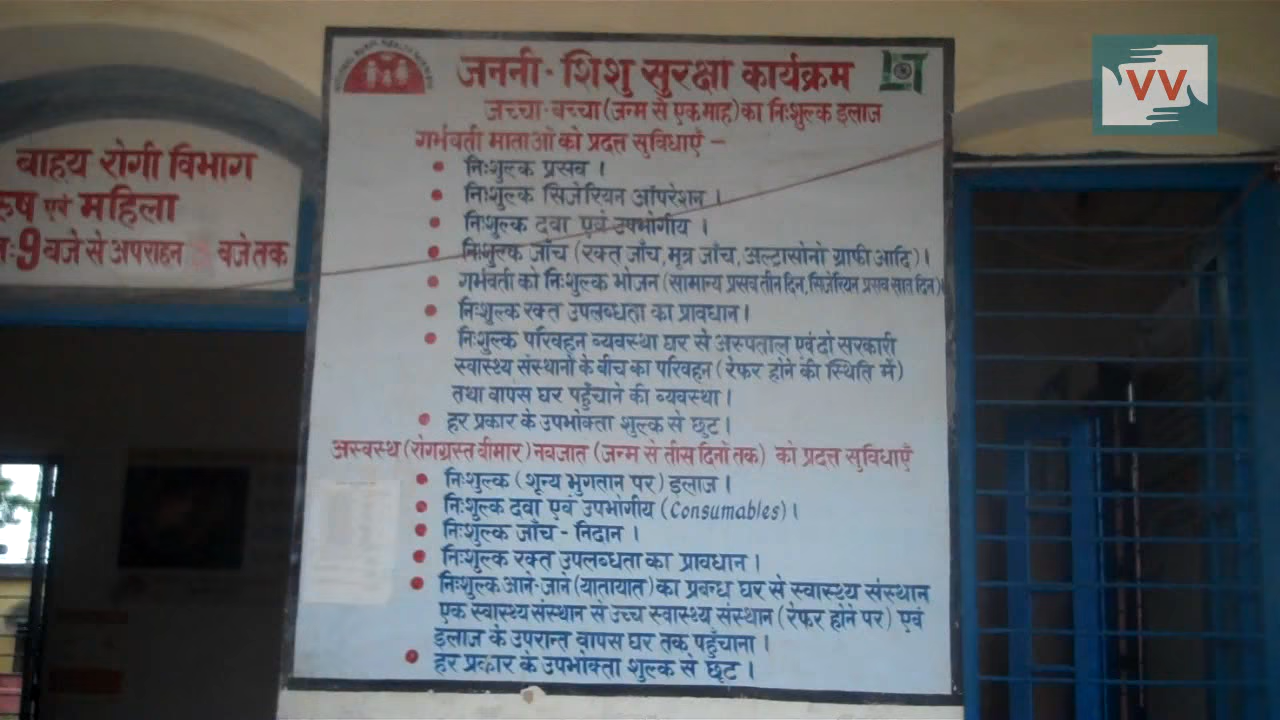 जननी - शिशु सुरक्षा कार्यक्रम
जच्चा-बच्चा (जन्म से एक माह) का निःशुल्क इलाज
गर्भवती माताओं को प्रदत्त सुविधाएँ -
निःशुल्क प्रसव ।
निःशुल्क सिजेरियन ऑपरेशन ।
निःशुल्क दवा एवं उपभोगीय ।
निःशुल्क जाँच (रक्त जाँच, मूत्र जाँच, अल्ट्रासोनोग्राफी आदि) ।
गर्भवती को निःशुल्क भोजन (सामान्य प्रसव तीन दिन, सिजेरियन प्रसव सात दिन)
निःशुल्क रक्त उपलब्धता का प्रावधान ।
निःशुल्क परिवहन व्यवस्था घर से अस्पताल एवं दो सरकारी
स्वास्थ्य संस्थानों के बीच का परिवहन (रेफर होने की स्थिति में)
तथा वापस घर पहुँचाने की व्यवस्था ।
हर प्रकार के उपभोक्ता शुल्क से छूट ।
अस्वस्थ (रोगग्रस्त बीमार) नवजात (जन्म से तीस दिनों तक) को प्रदत्त सुविधाएँ
निःशुल्क (शून्य भुगतान पर) इलाज ।
निःशुल्क दवा एवं उपभोगीय (Consumables) ।
निःशुल्क जाँच - निदान ।
निःशुल्क रक्त उपलब्धता का प्रावधान ।
निःशुल्क आने-जाने (यातायात) का प्रबन्ध घर से स्वास्थ्य संस्थान
एक स्वास्थ्य संस्थान से उच्च स्वास्थ्य संस्थान (रेफर होने पर) एवं
इलाज के उपरान्त वापस घर तक पहुँचाना ।
हर प्रकार के उपभोक्ता शुल्क से छूट ।
वाहय रोगी विभाग
एवं महिला
9 बजे से अपराहन बजे तक
VV